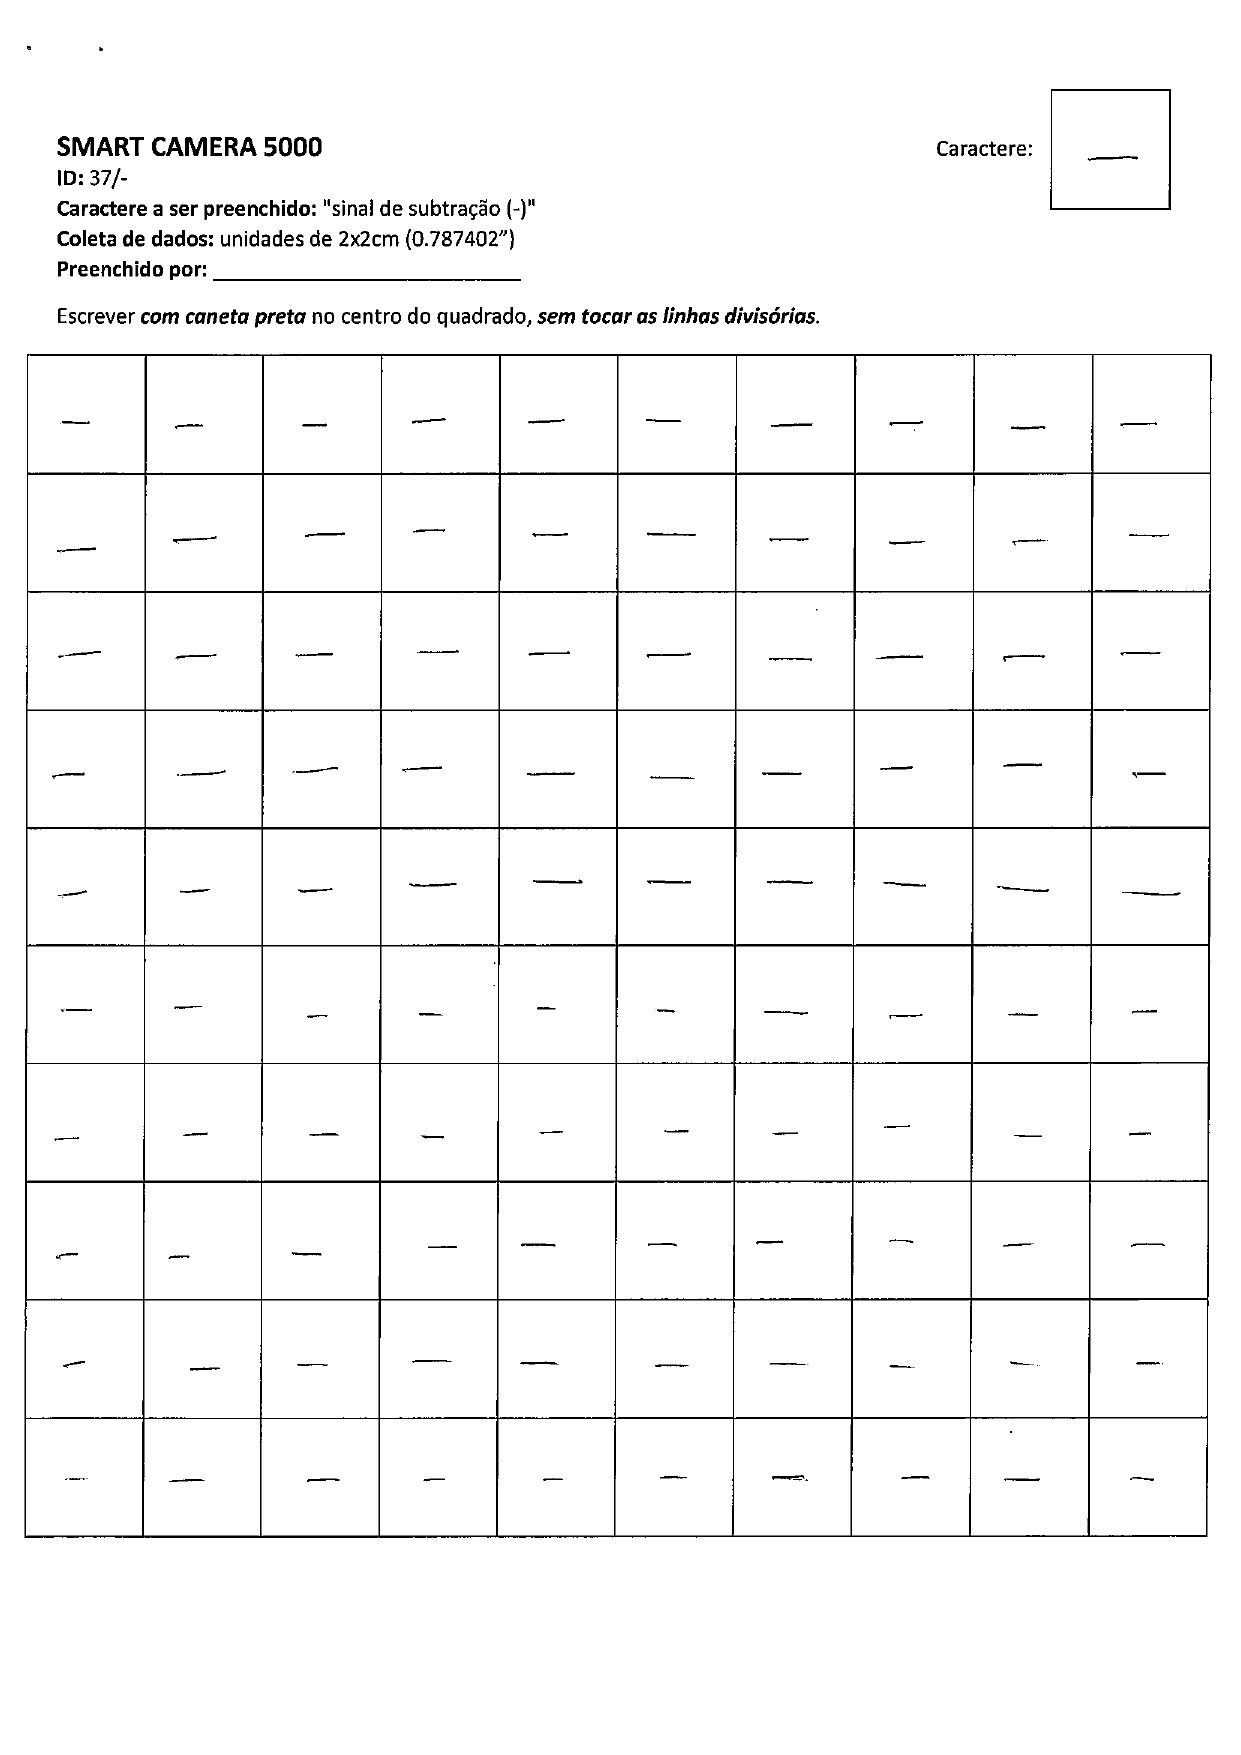 SMART CAMERA 5000
Caractere: —
ID: 37/-
Caractere a ser preenchido: "sinal de subtração (-)"
Coleta de dados: unidades de 2x2cm (0.787402”)
Preenchido por: ____________________________
Escrever com caneta preta no centro do quadrado, sem tocar as linhas divisórias.
— — — — — — — — — —
— — — — — — — — — —
— — — — — — — — — —
— — — — — — — — — —
— — — — — — — — — —
— — — — — — — — — —
— — — — — — — — — —
— — — — — — — — — —
— — — — — — — — — —
— — — — — — — — — —